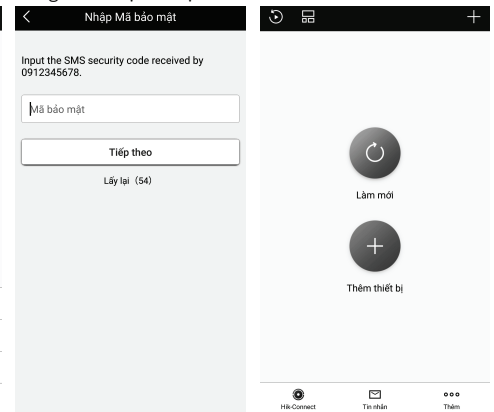 Nhập Mã bảo mật
Input the SMS security code received by
0912345678.
Mã bảo mật
Tiếp theo
Lấy lại (54)
Làm mới
Thêm thiết bị
Hik-Connect
Tin nhắn
Thêm